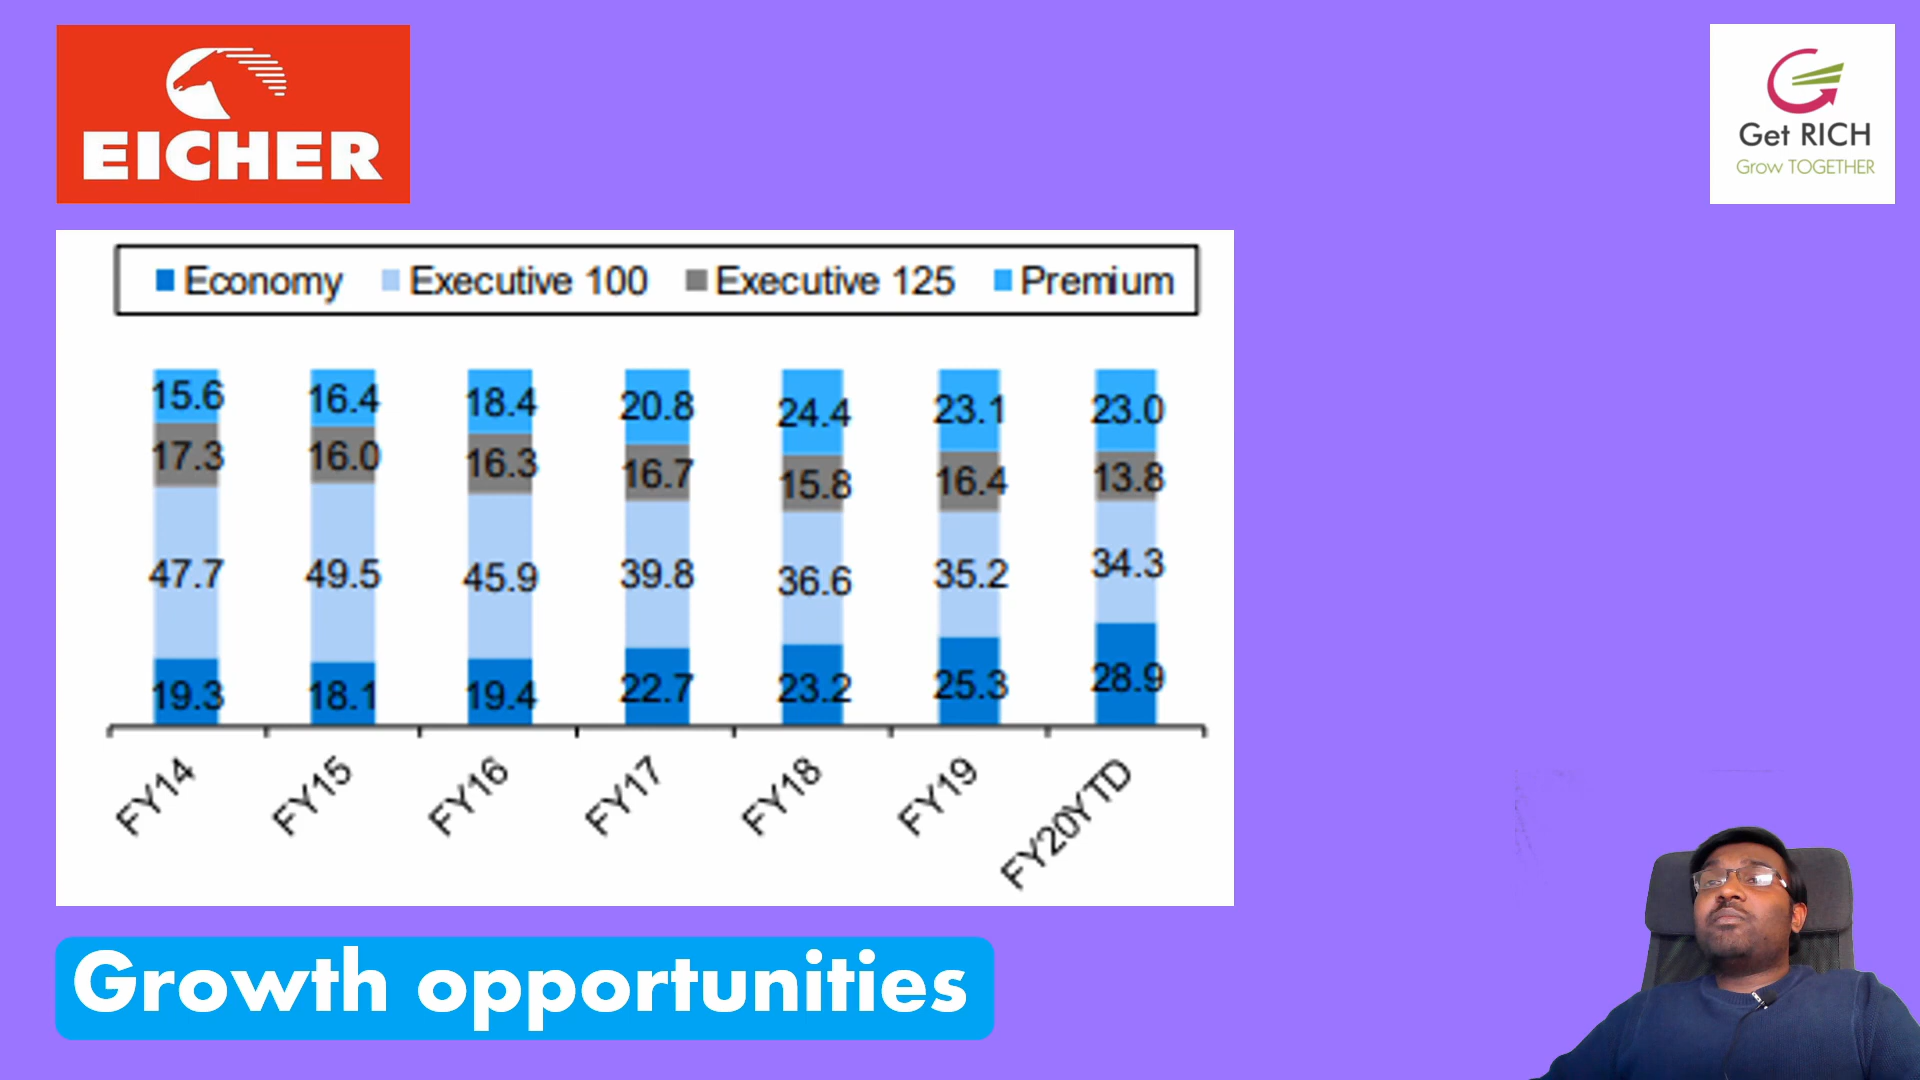 EICHER
Get RICH
Grow TOGETHER
Economy Executive 100 Executive 125 Premium
15.6 16.4 18.4 20.8 24.4 23.1 23.0
17.3 16.0 16.3 16.7 15.8 16.4 13.8
47.7 49.5 45.9 39.8 36.6 35.2 34.3
19.3 18.1 19.4 22.7 23.2 25.3 28.9
FY14 FY15 FY16 FY17 FY18 FY19 FY20YTD
Growth opportunities